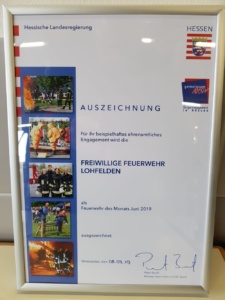 Hessische Landesregierung
HESSEN
AUSZEICHNUNG
Für ihr beispielhaftes ehrenamtliches
Engagement wird die
FREIWILLIGE FEUERWEHR
LOHFELDEN
als
Feuerwehr des Monats Juni 2019
ausgezeichnet.